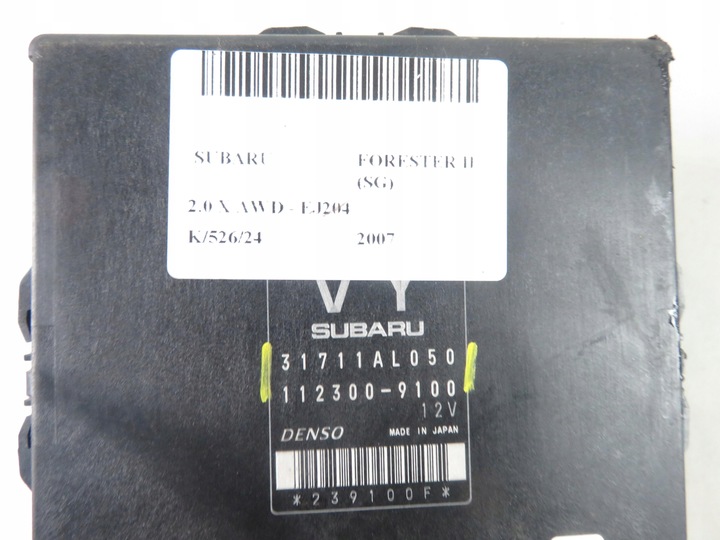 SUBARU FORESTER II
(SG)
2.0 X AWD - EJ204
K/526/24 2007
V Y
SUBARU
31711AL050
112300-9100
12V
DENSO MADE IN JAPAN
*239100F*